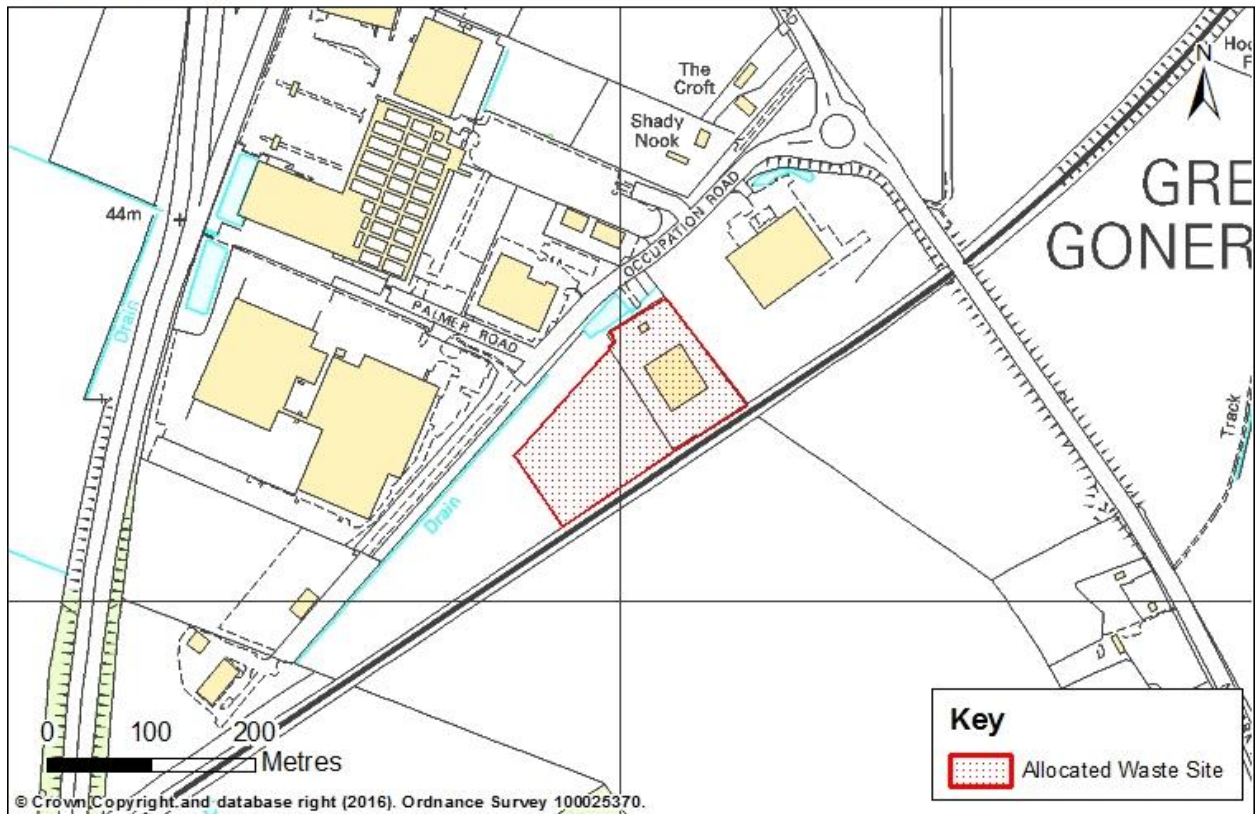 The
Croft
Shady
Nook
N
GRE
GONER
44m
OCCUPATION ROAD
PALMER ROAD
Drain
Drain
Track
0 100 200
Metres
Key
Allocated Waste Site
© Crown Copyright and database right (2016). Ordnance Survey 100025370.